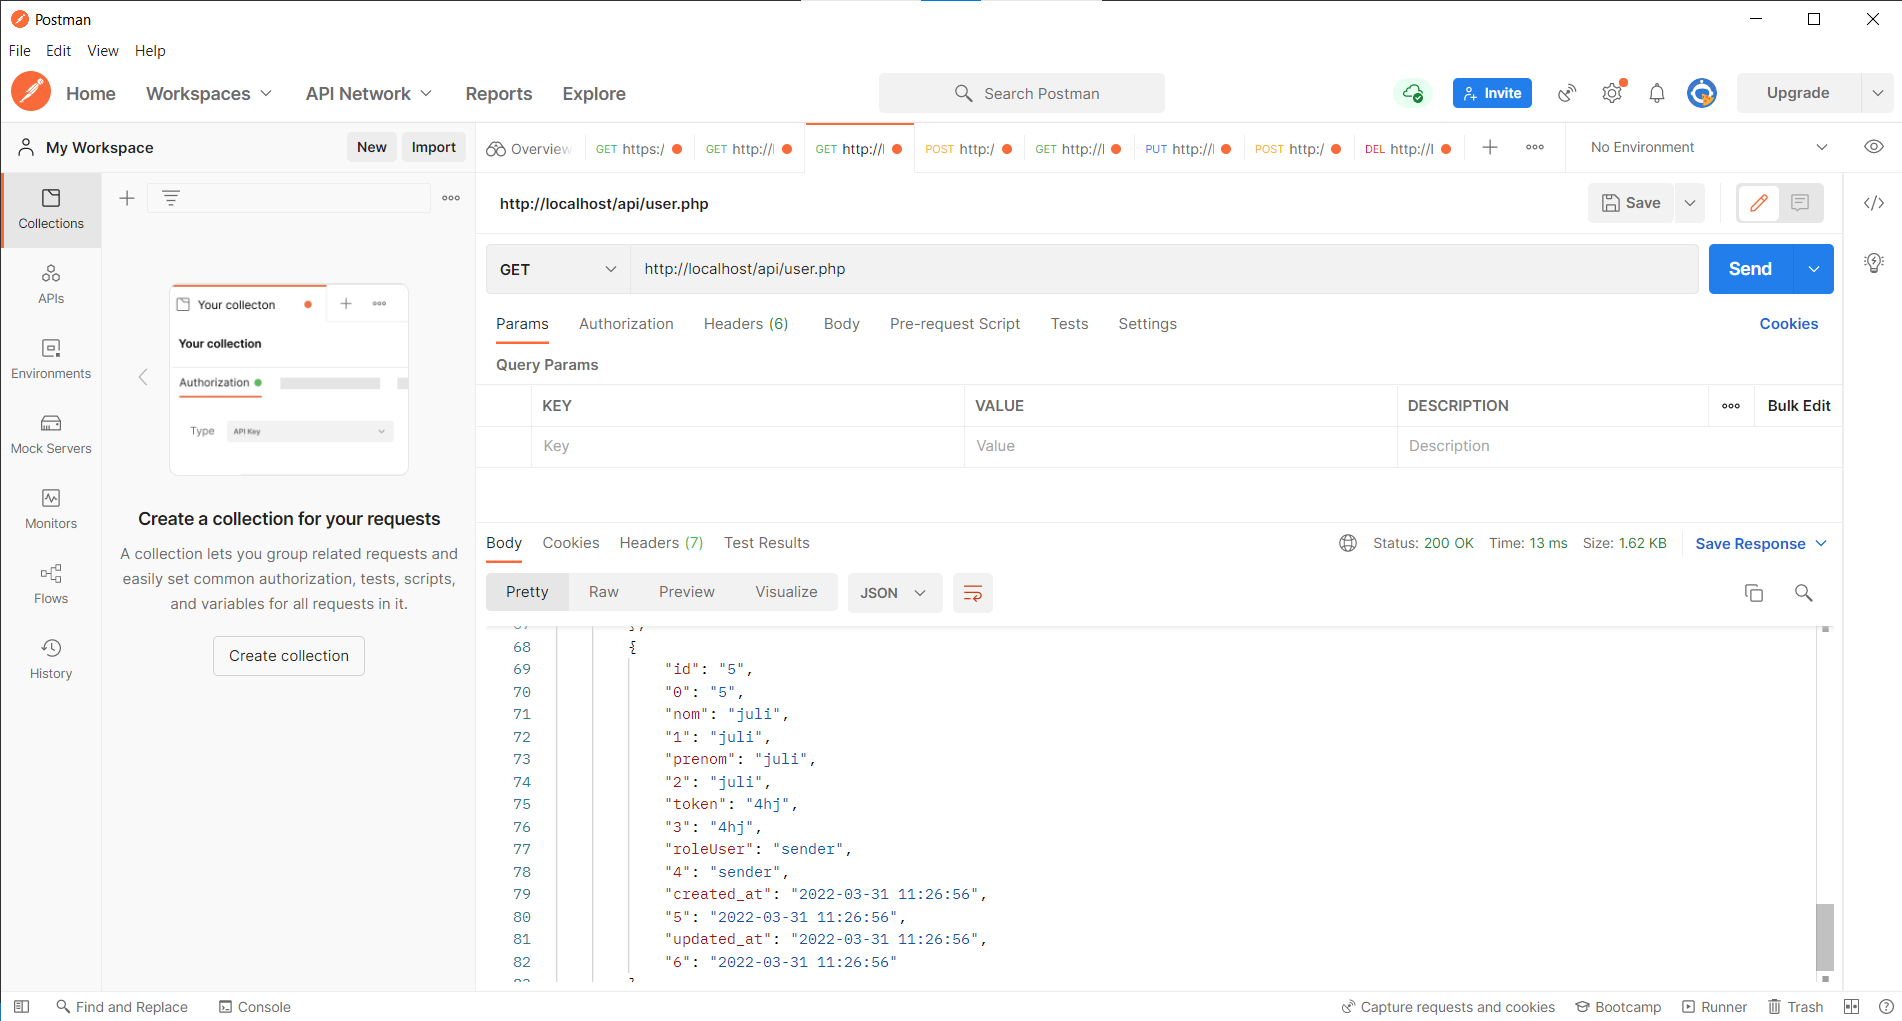 Postman
File Edit View Help
Home Workspaces API Network Reports Explore Search Postman Invite Upgrade
My Workspace New Import
Overview GET https:/ GET http://l GET http://l POST http:/ GET http://l PUT http://l POST http:/ DEL http://l No Environment
Collections
APIs
Environments
Mock Servers
Monitors
Flows
History
Your collecton
Your collection
Authorization
Type API Key
Create a collection for your requests
A collection lets you group related requests and
easily set common authorization, tests, scripts,
and variables for all requests in it.
Create collection
http://localhost/api/user.php Save
GET http://localhost/api/user.php Send
Params Authorization Headers (6) Body Pre-request Script Tests Settings Cookies
Query Params
KEY VALUE DESCRIPTION Bulk Edit
Key Value Description
Body Cookies Headers (7) Test Results Status: 200 OK Time: 13 ms Size: 1.62 KB Save Response
Pretty Raw Preview Visualize JSON
68 {
69 "id": "5",
70 "0": "5",
71 "nom": "juli",
72 "1": "juli",
73 "prenom": "juli",
74 "2": "juli",
75 "token": "4hj",
76 "3": "4hj",
77 "roleUser": "sender",
78 "4": "sender",
79 "created_at": "2022-03-31 11:26:56",
80 "5": "2022-03-31 11:26:56",
81 "updated_at": "2022-03-31 11:26:56",
82 "6": "2022-03-31 11:26:56"
Find and Replace Console Capture requests and cookies Bootcamp Runner Trash